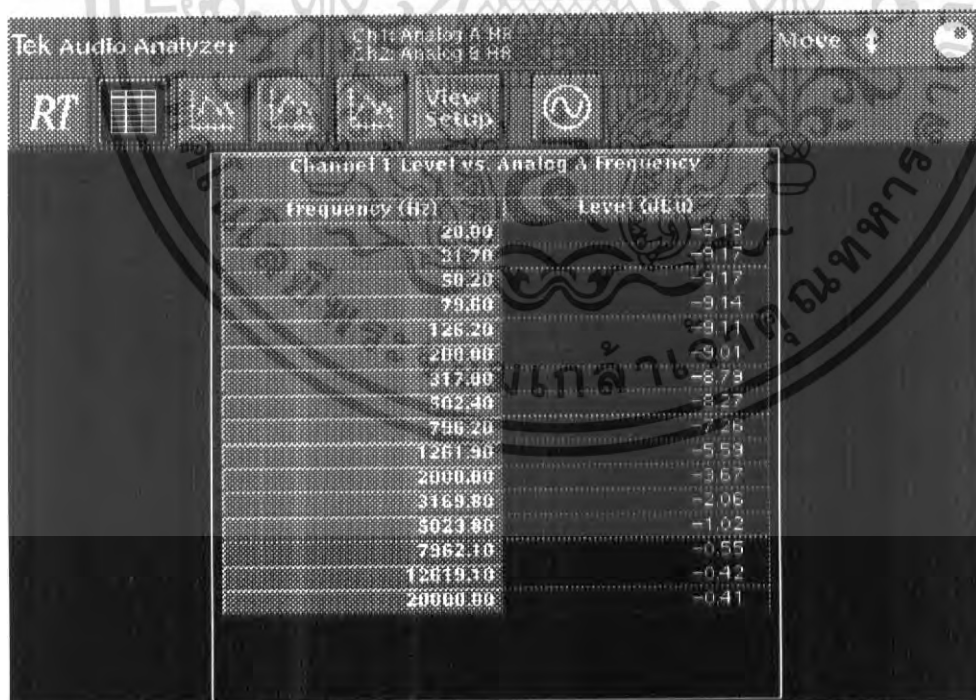 Tek Audio Analyzer
Ch1: Analog A HR
Ch2: Analog B HR
Move
RT
View Setup
Channel 1 Level vs. Analog A Frequency
Frequency (Hz) Level (dBu)
20.00 -9.18
31.70 -9.17
50.20 -9.17
79.60 -9.14
126.20 -9.11
200.00 -9.01
317.00 -8.79
502.40 -8.27
796.20 -7.26
1261.90 -5.59
2000.00 -3.67
3169.80 -2.06
5023.80 -1.02
7962.10 -0.55
12619.10 -0.42
20000.00 -0.41